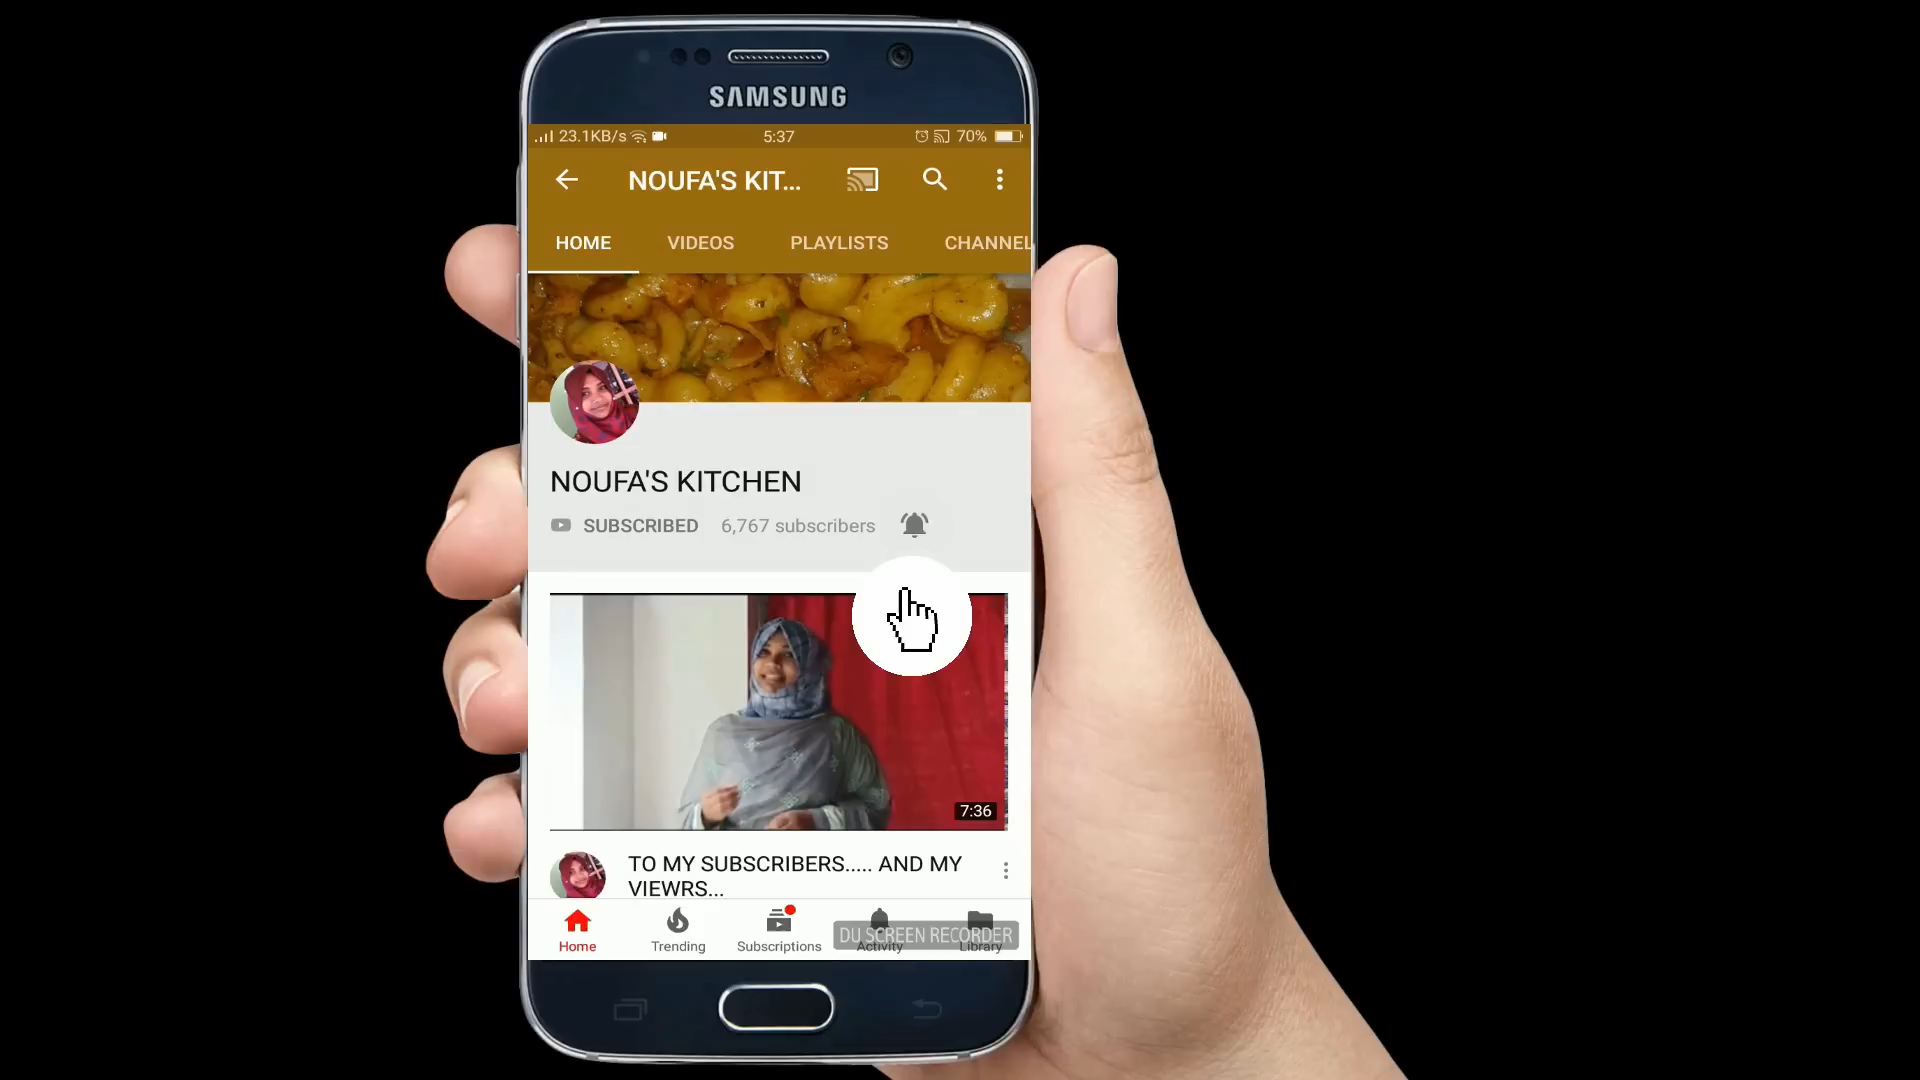 SAMSUNG
23.1KB/s 5:37 70%
NOUFA'S KIT...
HOME VIDEOS PLAYLISTS CHANNEL
NOUFA'S KITCHEN
SUBSCRIBED 6,767 subscribers
7:36
TO MY SUBSCRIBERS..... AND MY
VIEWRS...
DU SCREEN RECORDER
Home Trending Subscriptions Activity Library